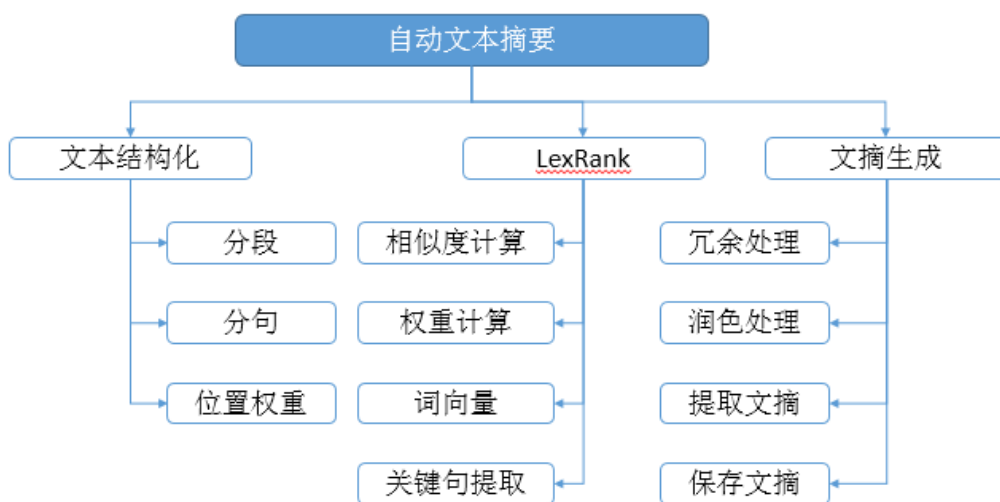 自动文本摘要
文本结构化
LexRank
文摘生成
分段
相似度计算
冗余处理
分句
权重计算
润色处理
位置权重
词向量
提取文摘
关键句提取
保存文摘